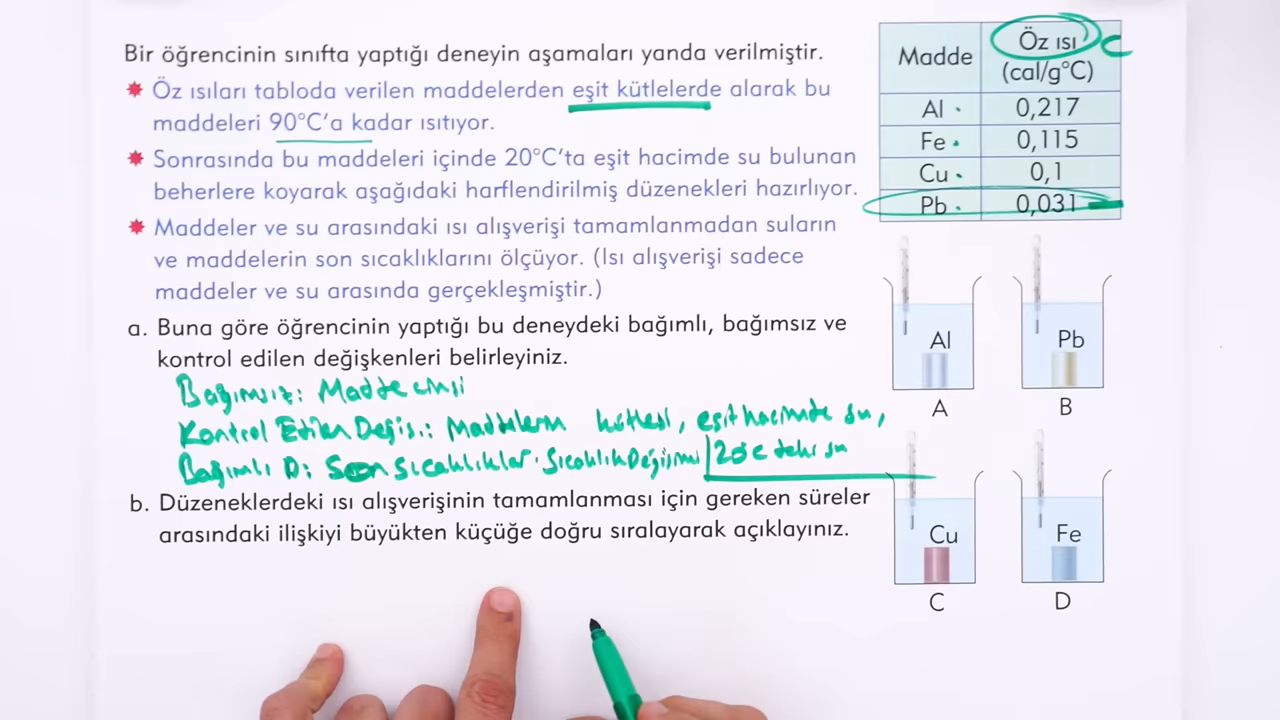 Bir öğrencinin sınıfta yaptığı deneyin aşamaları yanda verilmiştir.
Öz ısıları tabloda verilen maddelerden eşit kütlelerde alarak bu
maddeleri 90°C'a kadar ısıtıyor.
Sonrasında bu maddeleri içinde 20°C'ta eşit hacimde su bulunan
beherlere koyarak aşağıdaki harflendirilmiş düzenekleri hazırlıyor.
Maddeler ve su arasındaki ısı alışverişi tamamlanmadan suların
ve maddelerin son sıcaklıklarını ölçüyor. (Isı alışverişi sadece
maddeler ve su arasında gerçekleşmiştir.)
a. Buna göre öğrencinin yaptığı bu deneydeki bağımlı, bağımsız ve
kontrol edilen değişkenleri belirleyiniz.
Bağımsız: Madde cinsi
Kontrol Edilen Değiş.: Maddelerin kütlesi, eşit hacimde su,
Bağımlı D: Son sıcaklıklar. Sıcaklık Değişimi 20°C deki su
b. Düzeneklerdeki ısı alışverişinin tamamlanması için gereken süreler
arasındaki ilişkiyi büyükten küçüğe doğru sıralayarak açıklayınız.
Madde Öz ısı c
(cal/g°C)
Al 0,217
Fe 0,115
Cu 0,1
Pb 0,031
Al Pb
A B
Cu Fe
C D